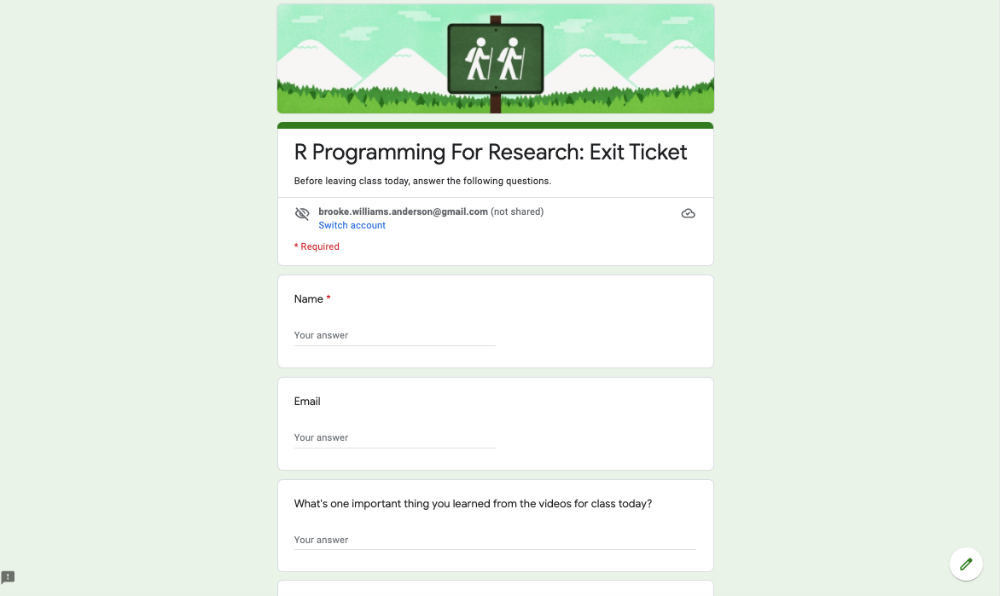 R Programming For Research: Exit Ticket
Before leaving class today, answer the following questions.
brooke.williams.anderson@gmail.com (not shared)
Switch account
* Required
Name *
Your answer
Email
Your answer
What's one important thing you learned from the videos for class today?
Your answer